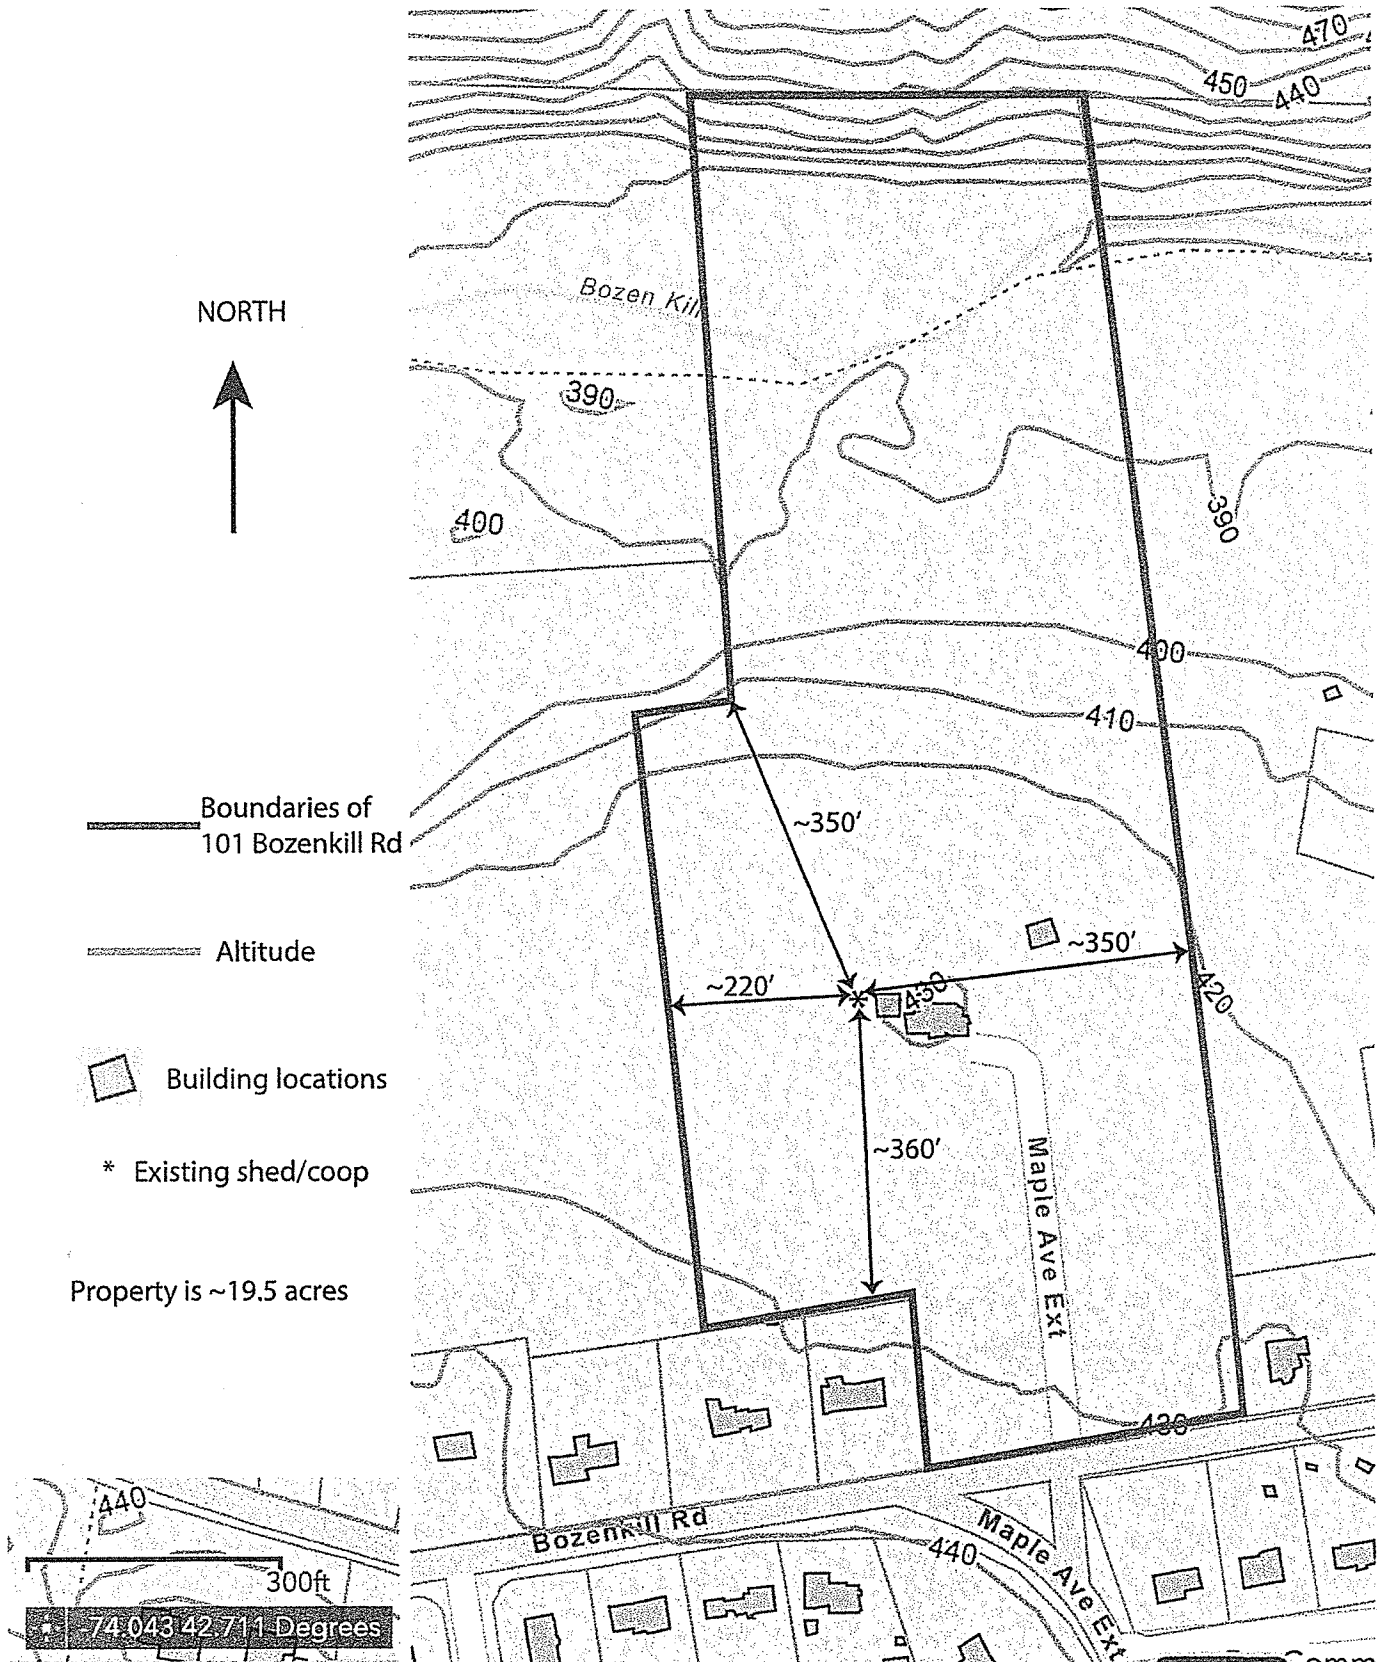 470
450
440
NORTH
Bozen Kill
390
400
390
400
410
Boundaries of
101 Bozenkill Rd
~350'
Altitude
~350'
~220'
430
420
Building locations
~360'
* Existing shed/coop
Maple Ave Ext
Property is ~19.5 acres
430
440
Bozenkill Rd
Maple Ave Ext
440
300ft
-74.043 42.711 Degrees